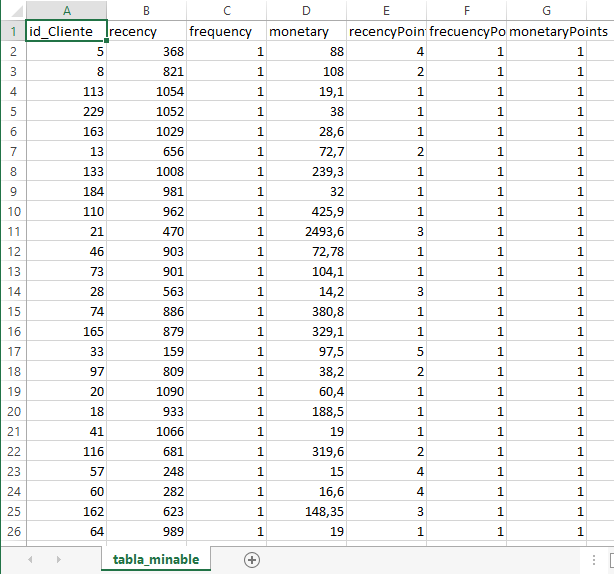 A B C D E F G
1 id_Cliente recency frequency monetary recencyPoin frecuencyPo monetaryPoints
2 5 368 1 88 4 1 1
3 8 821 1 108 2 1 1
4 113 1054 1 19,1 1 1 1
5 229 1052 1 38 1 1 1
6 163 1029 1 28,6 1 1 1
7 13 656 1 72,7 2 1 1
8 133 1008 1 239,3 1 1 1
9 184 981 1 32 1 1 1
10 110 962 1 425,9 1 1 1
11 21 470 1 2493,6 3 1 1
12 46 903 1 72,78 1 1 1
13 73 901 1 104,1 1 1 1
14 28 563 1 14,2 3 1 1
15 74 886 1 380,8 1 1 1
16 165 879 1 329,1 1 1 1
17 33 159 1 97,5 5 1 1
18 97 809 1 38,2 2 1 1
19 20 1090 1 60,4 1 1 1
20 18 933 1 188,5 1 1 1
21 41 1066 1 19 1 1 1
22 116 681 1 319,6 2 1 1
23 57 248 1 15 4 1 1
24 60 282 1 16,6 4 1 1
25 162 623 1 148,35 3 1 1
26 64 989 1 19 1 1 1
tabla_minable